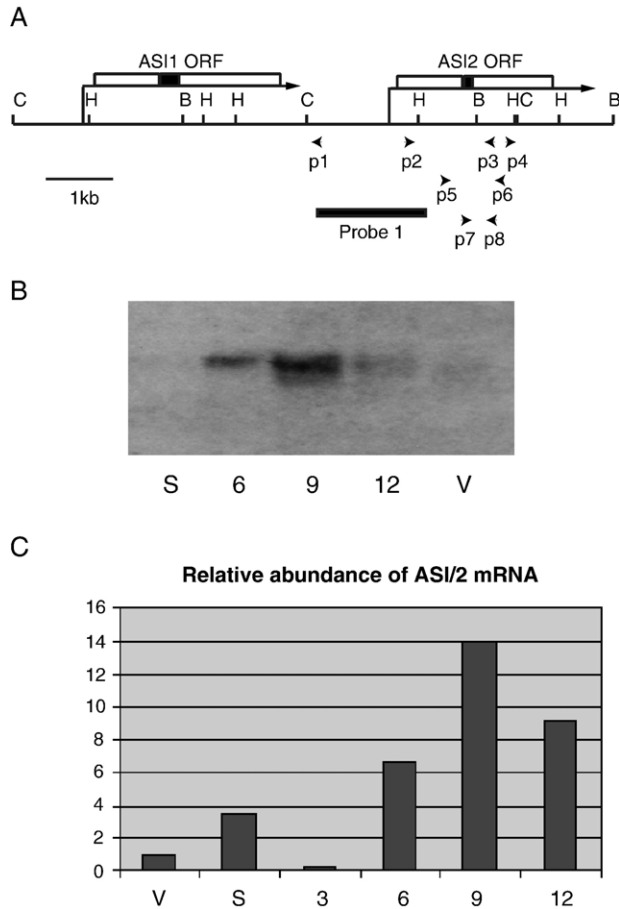 A
ASI1 ORF ASI2 ORF
C H B H H C H B H C H B
p1 p2 p3 p4
1kb p5 p6
Probe 1 p7 p8
B
S 6 9 12 V
C
Relative abundance of ASI/2 mRNA
16
14
12
10
8
6
4
2
0
V S 3 6 9 12